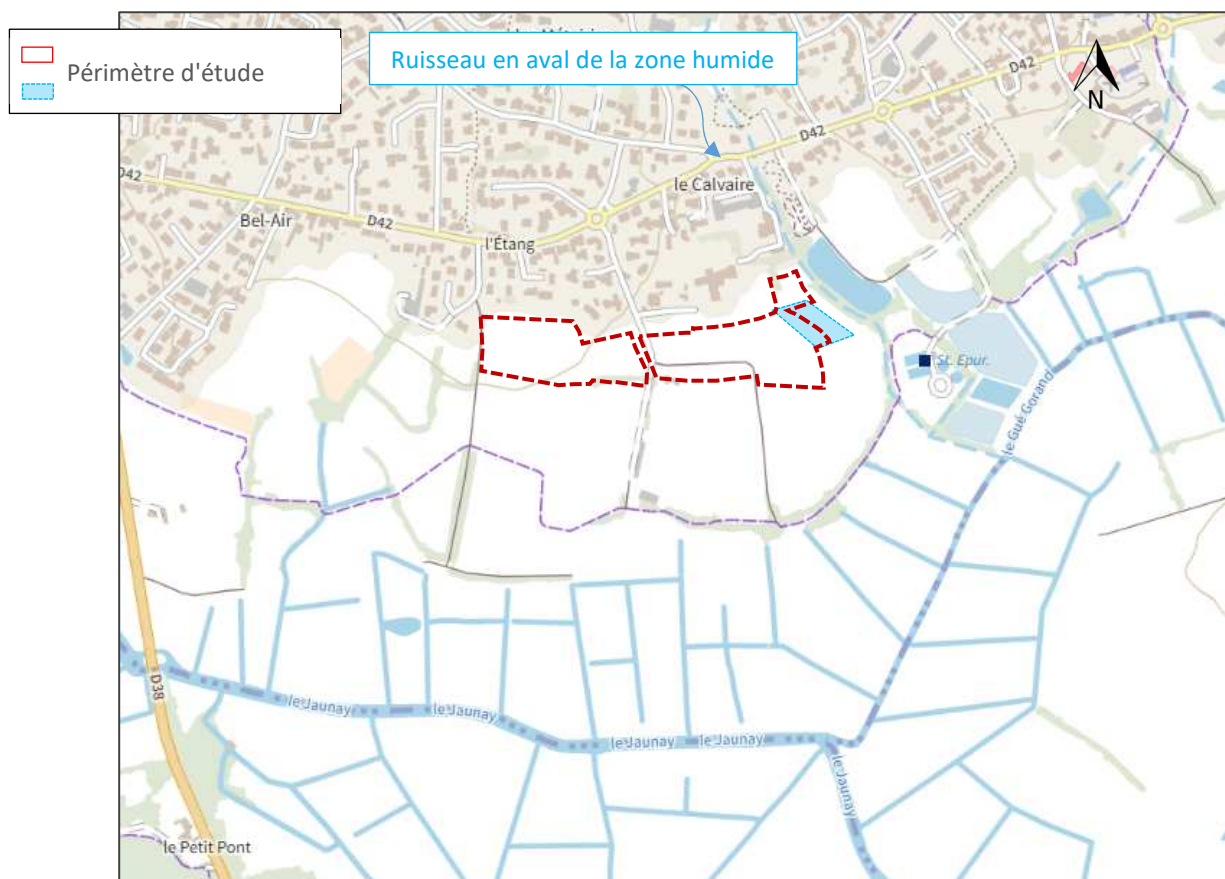 Périmètre d'étude
Ruisseau en aval de la zone humide
D42
N
D42
le Calvaire
D42
Bel-Air
D42
l'Étang
St. Epur.
le Gué Gorand
D38
le Jaunay
le Jaunay
le Jaunay
le Jaunay
le Jaunay
le Petit Pont